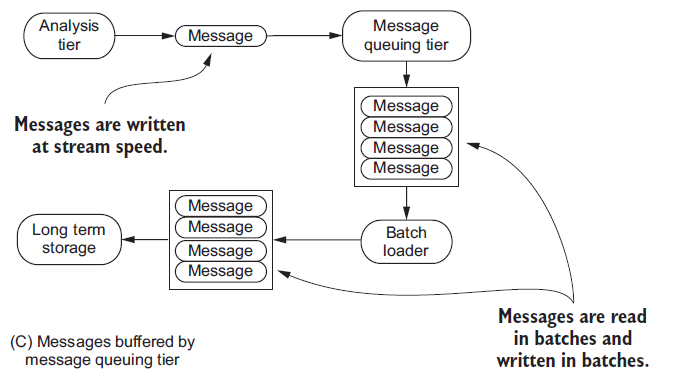 Analysis
tier
Message
Message
queuing tier
Messages are written
at stream speed.
Message
Message
Message
Message
Long term
storage
Message
Message
Message
Message
Batch
loader
Messages are read
in batches and
written in batches.
(C) Messages buffered by
message queuing tier